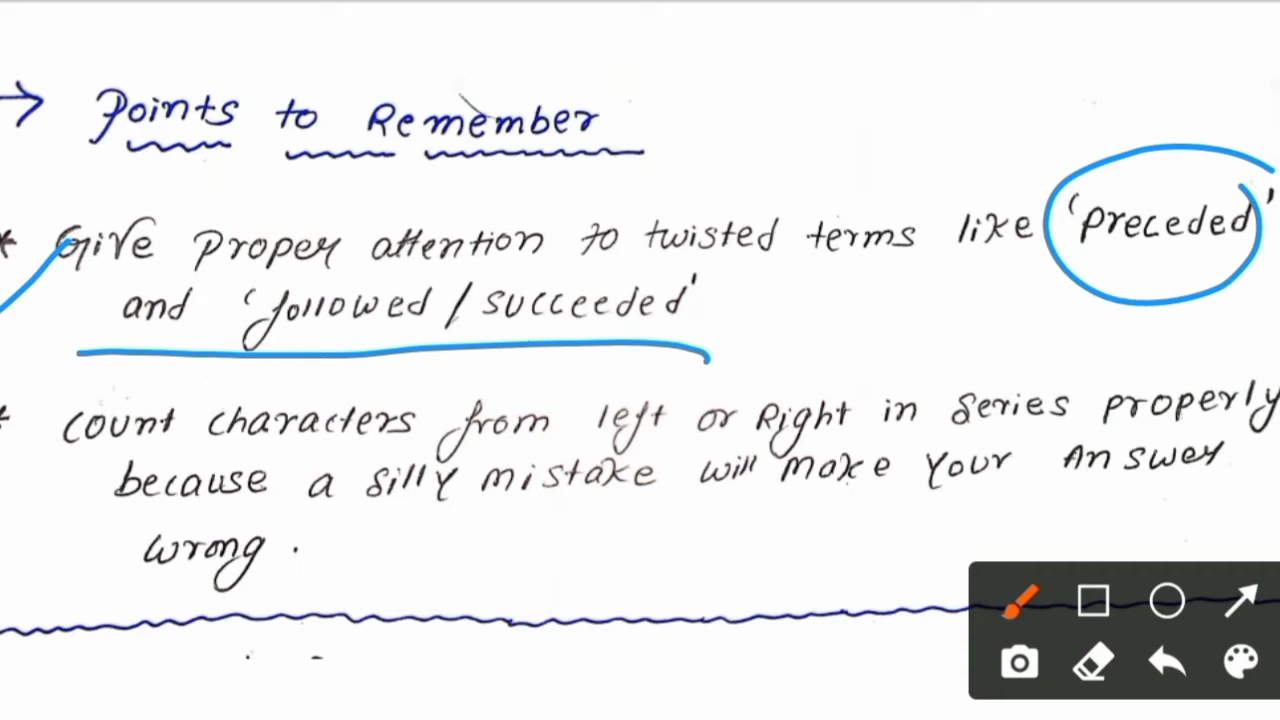 → Points to Remember
* Give proper attention to twisted terms like 'preceded'
and 'followed / succeeded'
* count characters from left or Right in series properly
because a silly mistake will make your Answer
wrong.